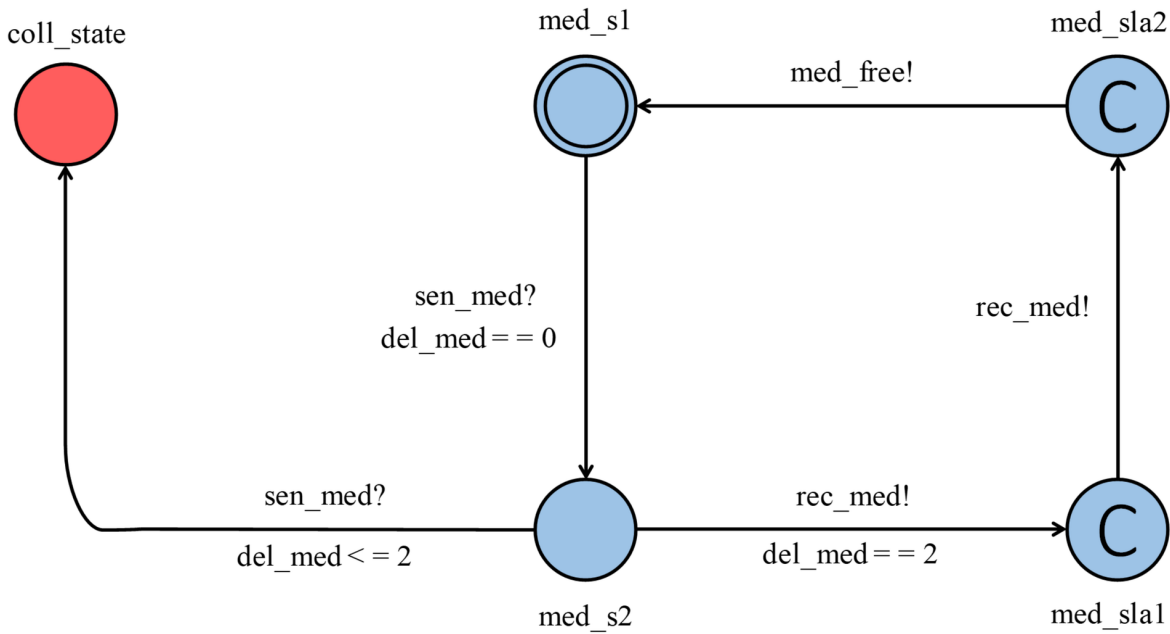 coll_state
med_s1
med_sla2
med_free!
C
sen_med?
del_med = = 0
rec_med!
sen_med?
del_med < = 2
rec_med!
del_med = = 2
C
med_s2
med_sla1